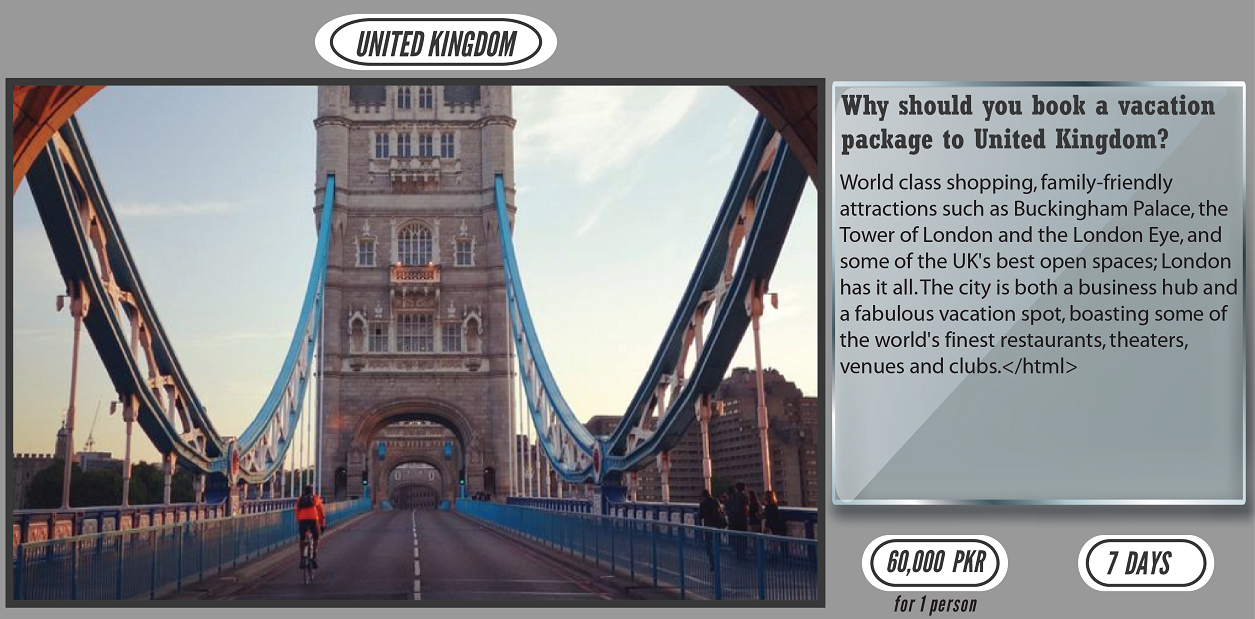 UNITED KINGDOM
Why should you book a vacation
package to United Kingdom?
World class shopping, family-friendly
attractions such as Buckingham Palace, the
Tower of London and the London Eye, and
some of the UK's best open spaces; London
has it all. The city is both a business hub and
a fabulous vacation spot, boasting some of
the world's finest restaurants, theaters,
venues and clubs.</html>
60,000 PKR
7 DAYS
for 1 person